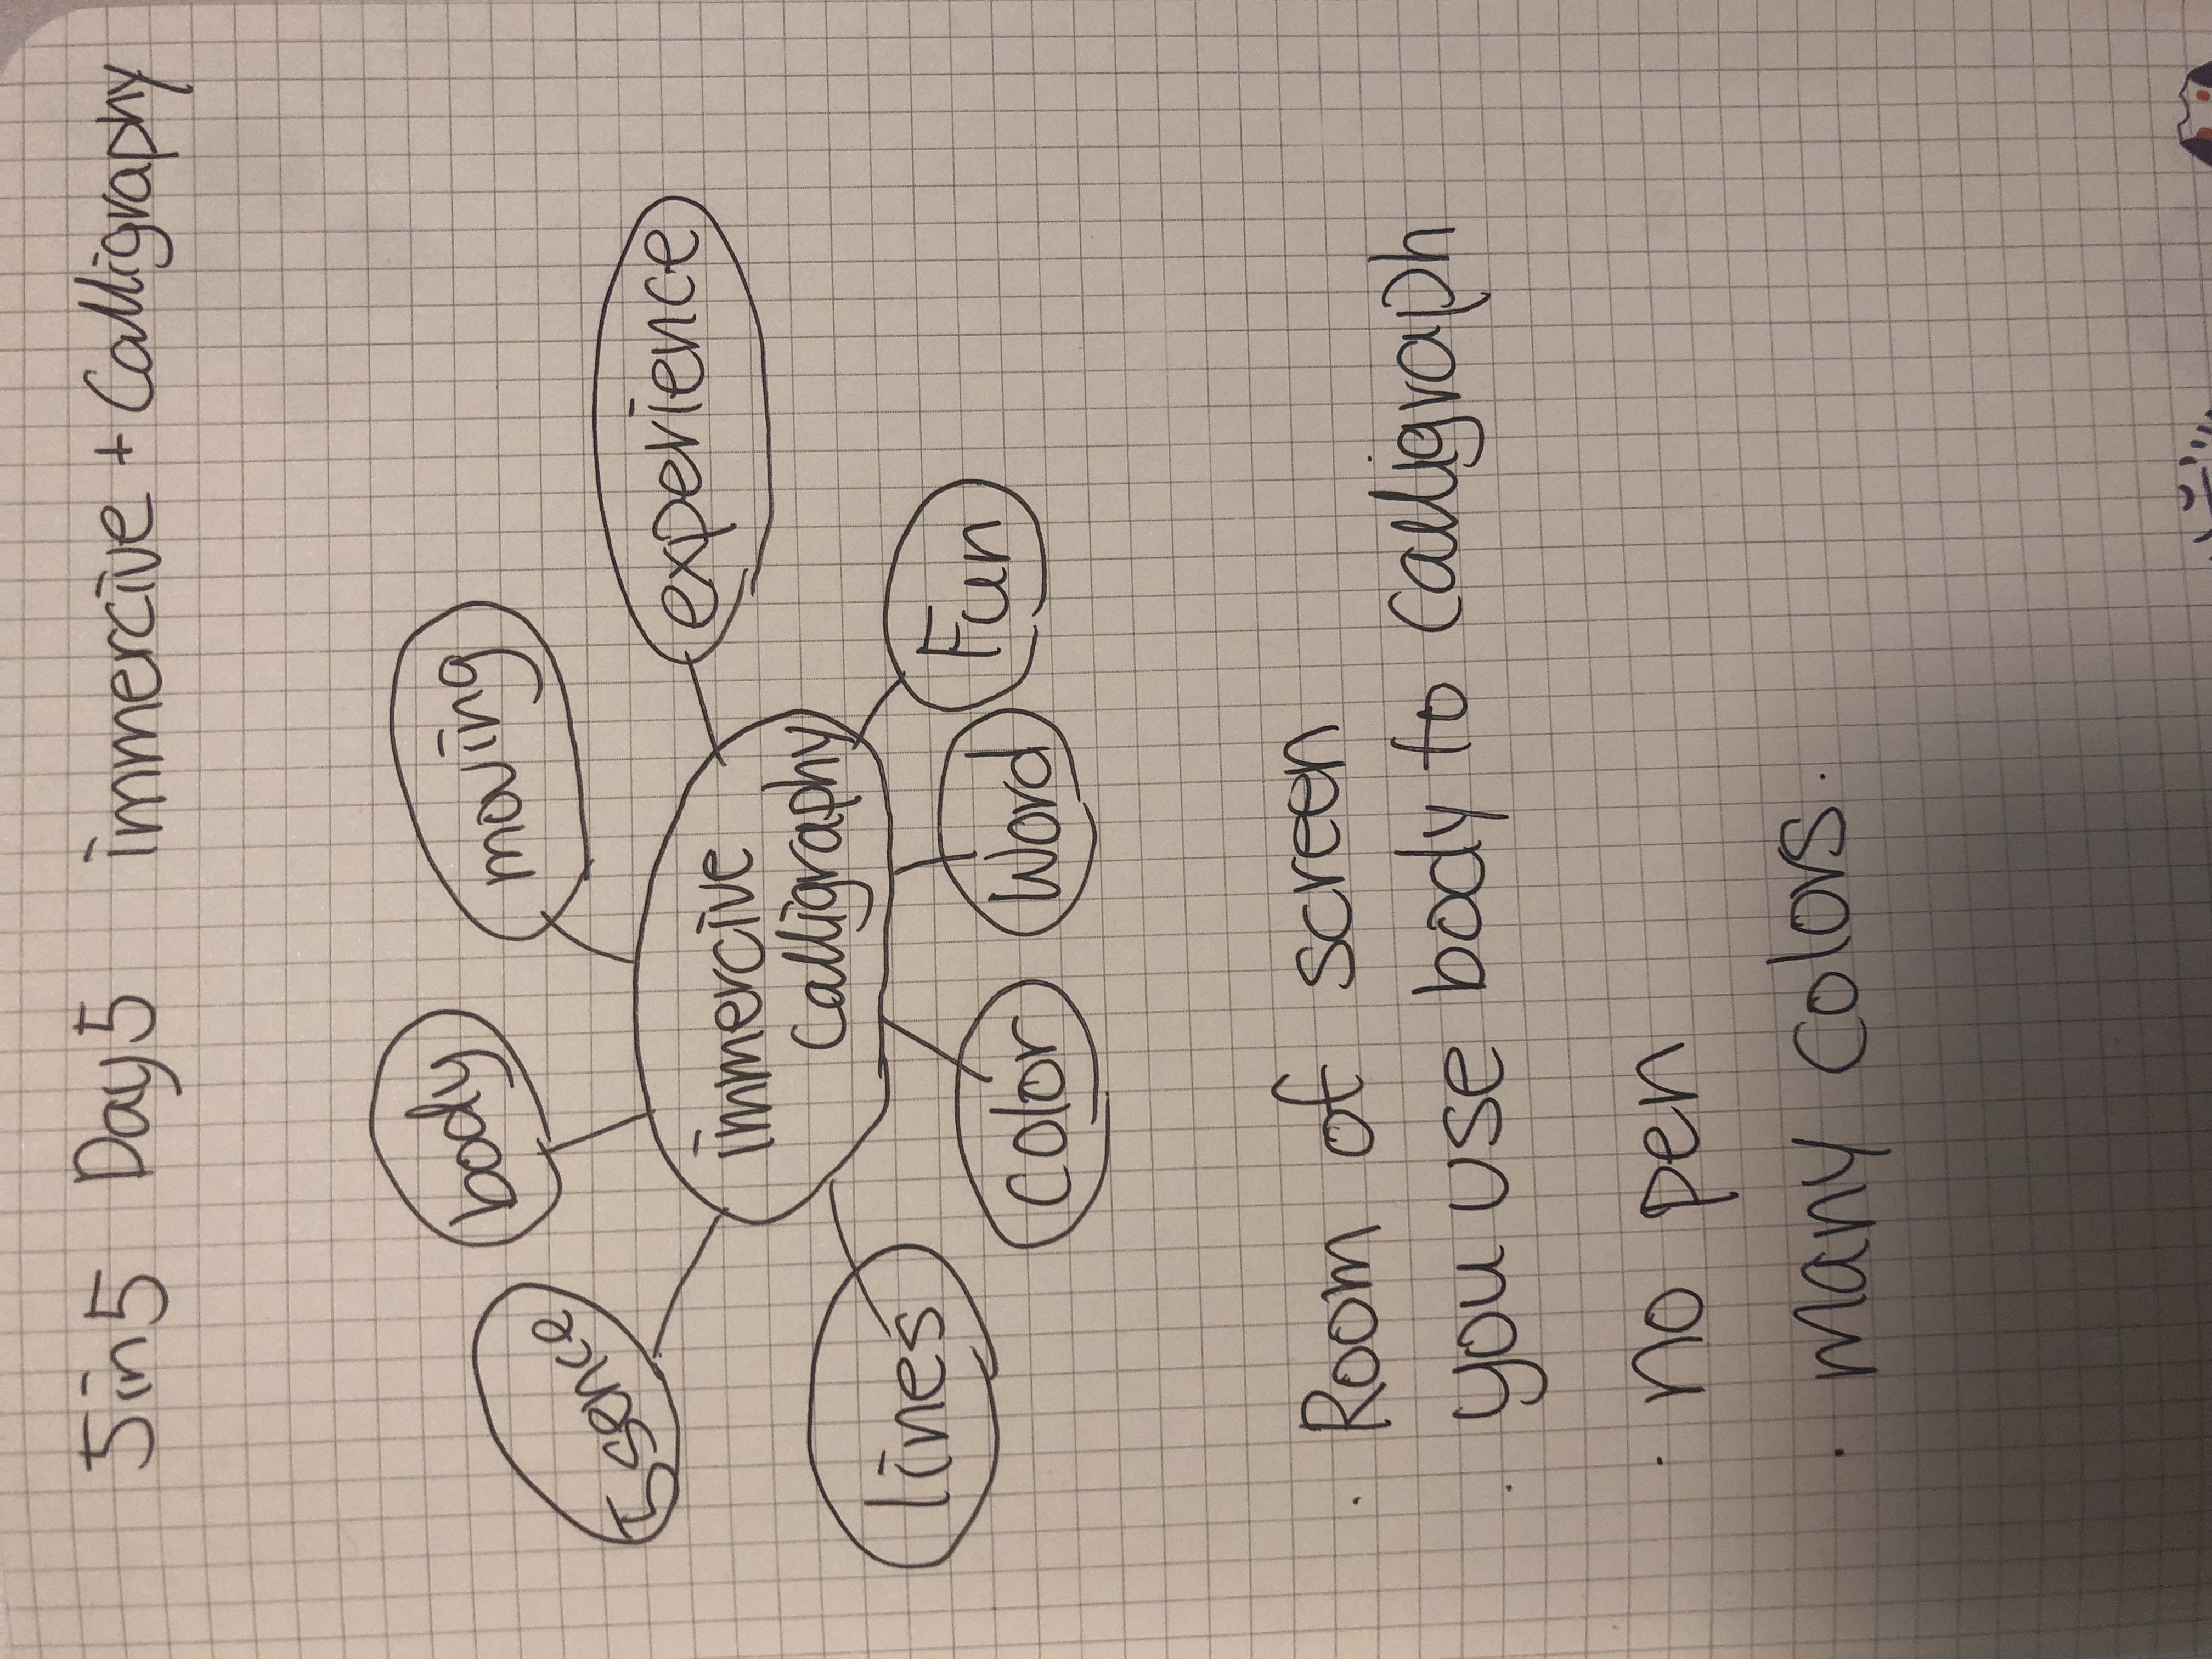 5in5 Day5 immercive + Calligraphy
body
moving
5sence
experience
immercive
Calligraphy
lines
color
Word
Fun
· Room of screen
· you use body to Calligraph
· no pen
· many colors.